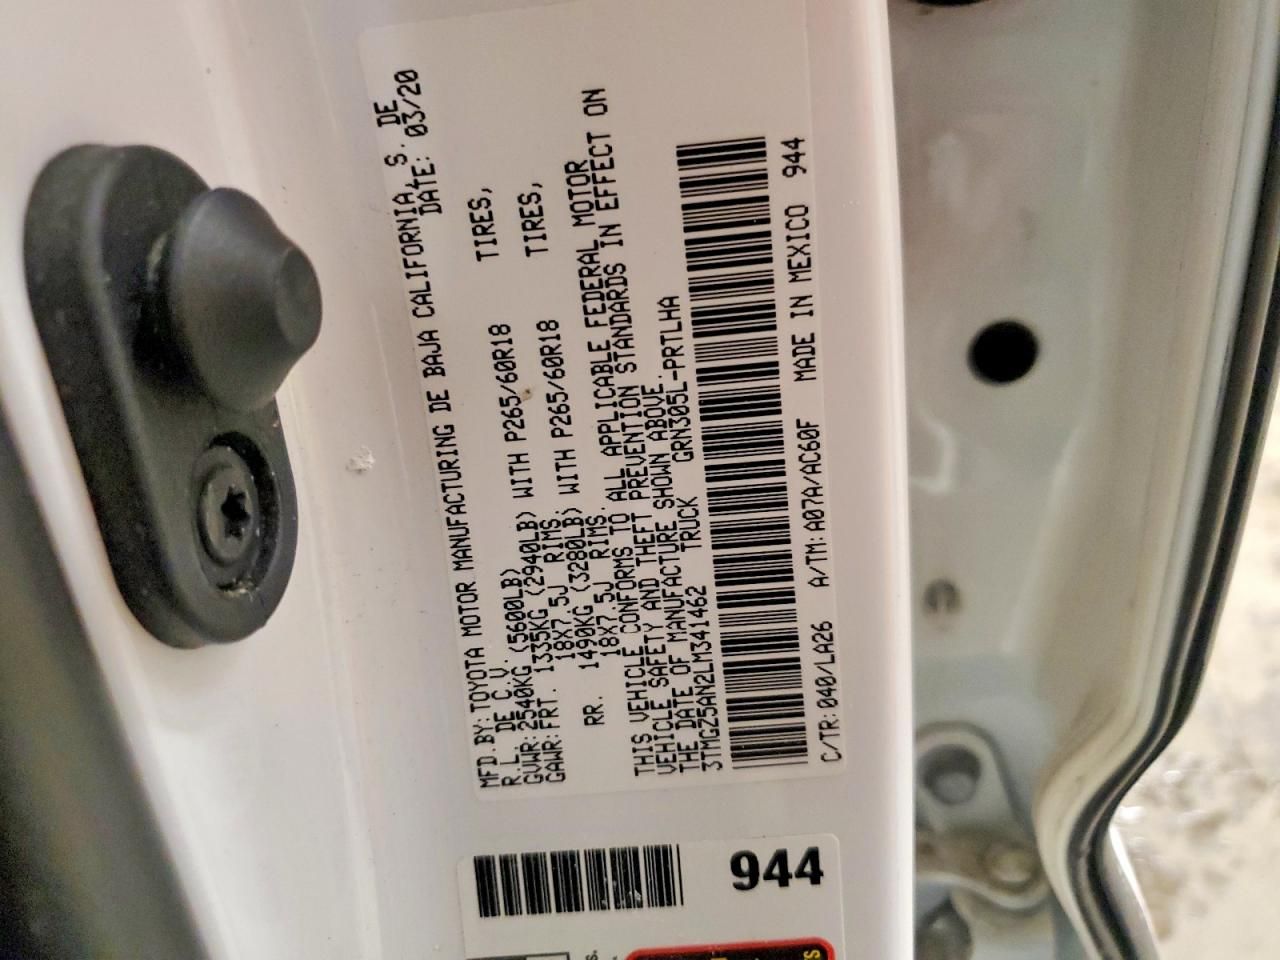 MFD.BY:TOYOTA MOTOR MANUFACTURING DE BAJA CALIFORNIA, S. DE
R.L. DE C.V. DATE: 03/20
GVWR:2540KG (5600LB)
GAWR:FRT. 1335KG (2940LB) WITH P265/60R18 TIRES,
18X7.5J RIMS.
RR. 1490KG (3280LB) WITH P265/60R18 TIRES,
18X7.5J RIMS.
THIS VEHICLE CONFORMS TO ALL APPLICABLE FEDERAL MOTOR
VEHICLE SAFETY AND THEFT PREVENTION STANDARDS IN EFFECT ON
THE DATE OF MANUFACTURE SHOWN ABOVE.
3TMGZ5AN2LM341462 TRUCK GRN305L-PRTLHA
C/TR:040/LA26 A/TM:A07A/AC60F MADE IN MEXICO 944
944